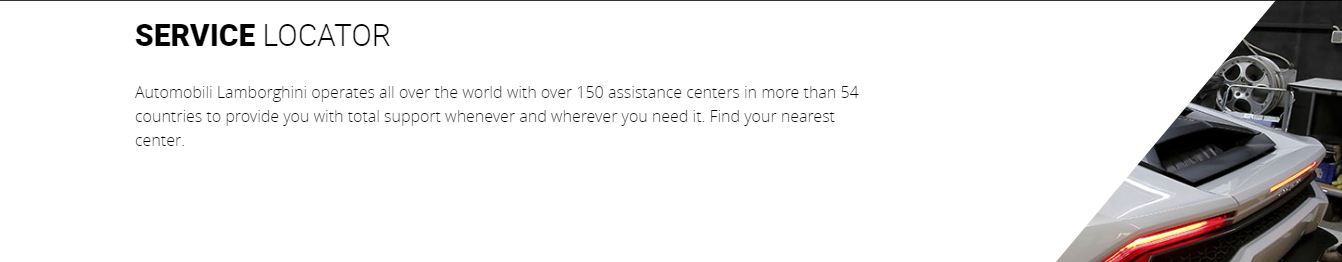 SERVICE LOCATOR
Automobili Lamborghini operates all over the world with over 150 assistance centers in more than 54
countries to provide you with total support whenever and wherever you need it. Find your nearest
center.